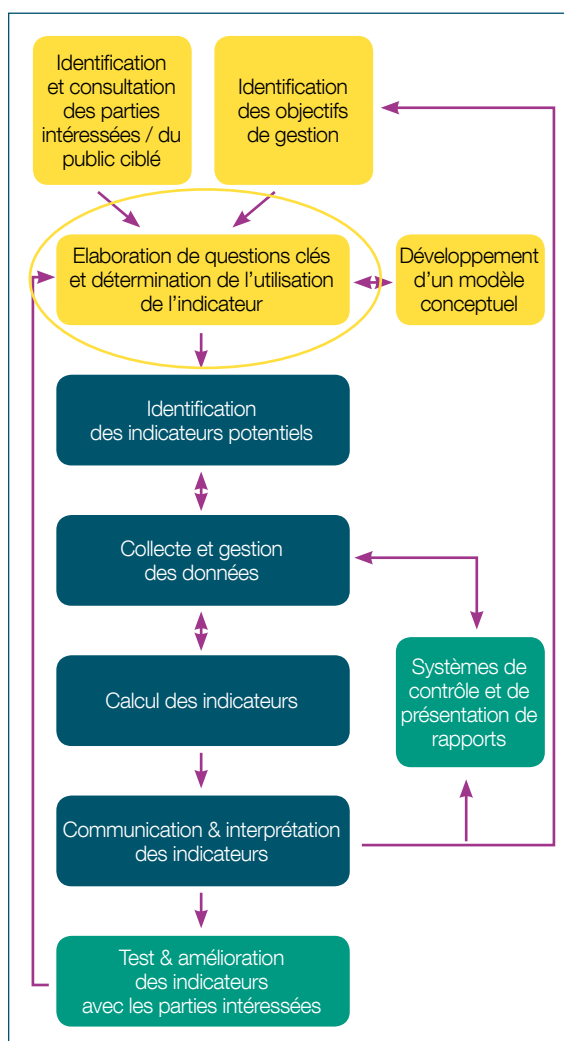 Identification
et consultation
des parties
intéressées / du
public ciblé
Identification
des objectifs
de gestion
Elaboration de questions clés
et détermination de l’utilisation
de l’indicateur
Développement
d’un modèle
conceptuel
Identification
des indicateurs potentiels
Collecte et gestion
des données
Calcul des indicateurs
Systèmes de
contrôle et de
présentation de
rapports
Communication & interprétation
des indicateurs
Test & amélioration
des indicateurs
avec les parties intéressées